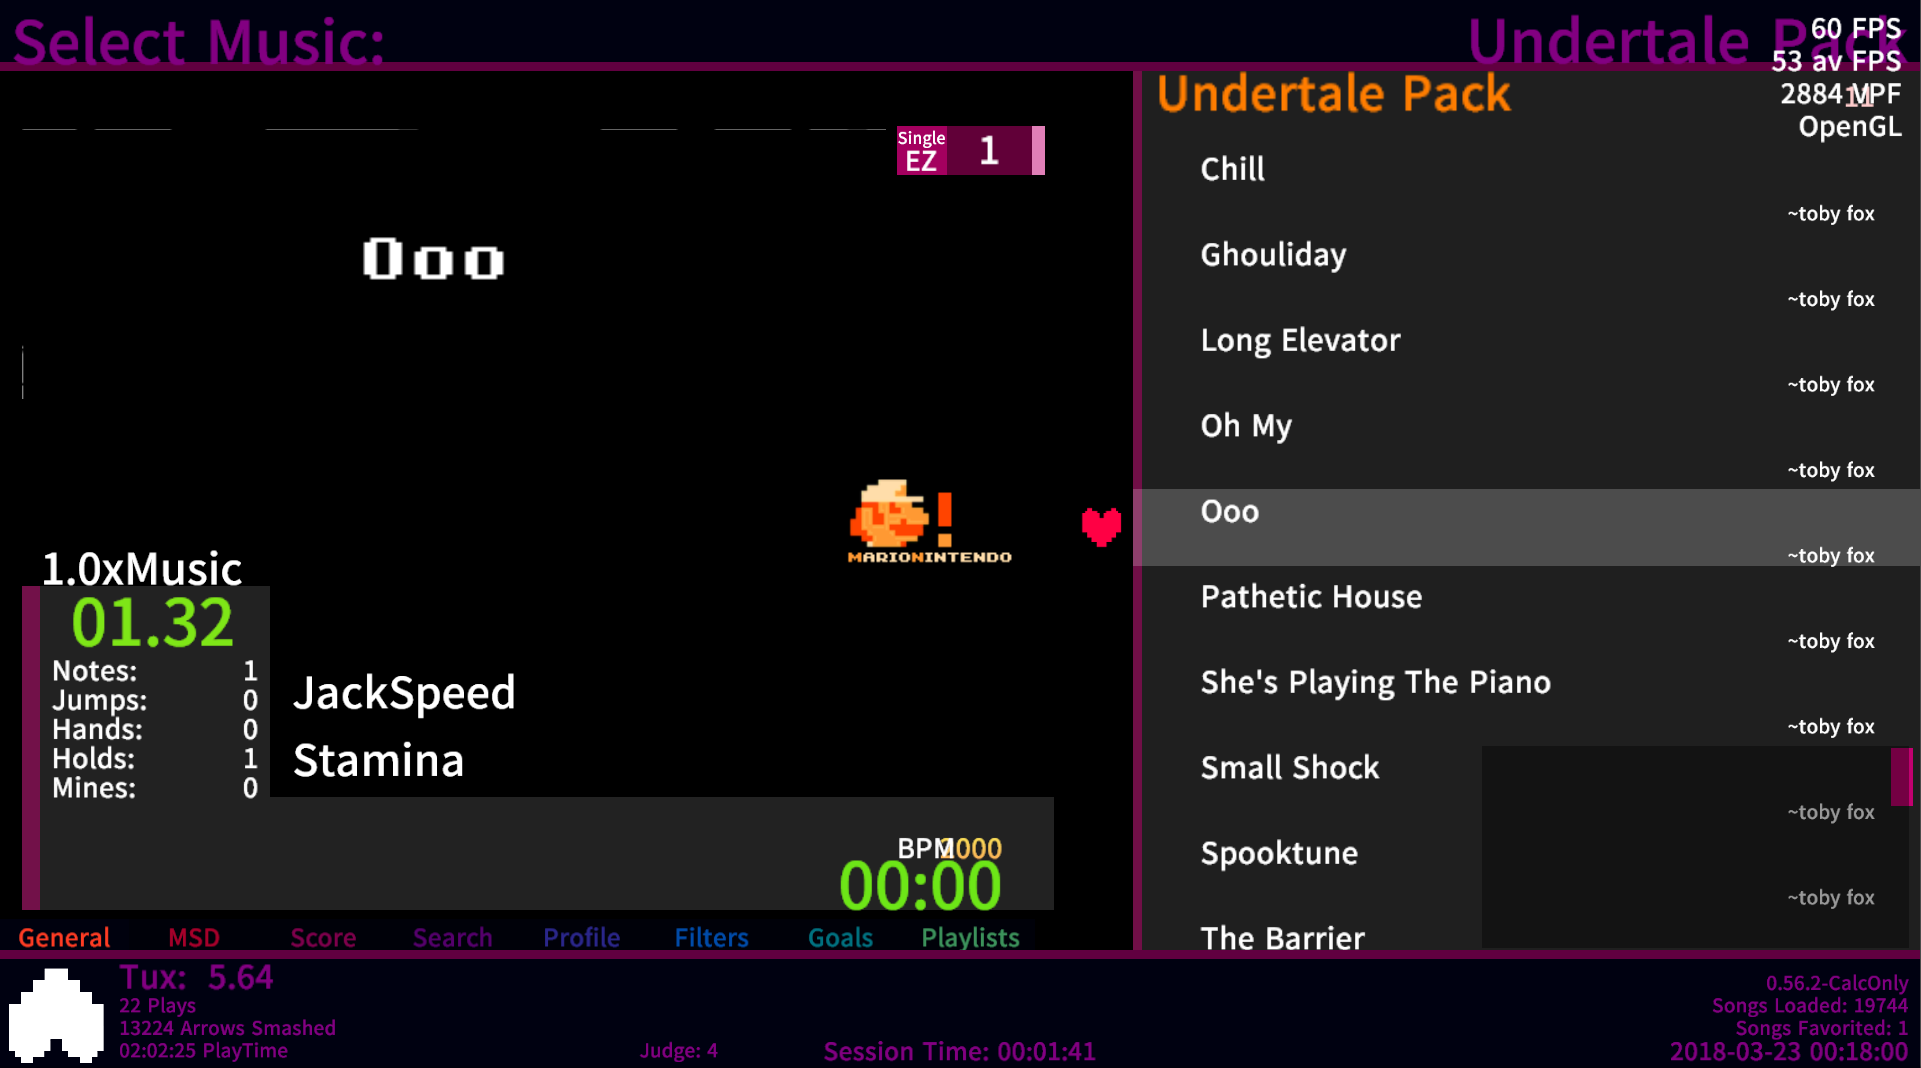 Select Music:
Undertale Pack
60 FPS
53 av FPS
2884 MPF
11
OpenGL
Undertale Pack
Chill
~toby fox
Ghouliday
~toby fox
Long Elevator
~toby fox
Oh My
~toby fox
Ooo
~toby fox
Pathetic House
~toby fox
She's Playing The Piano
~toby fox
Small Shock
~toby fox
Spooktune
~toby fox
The Barrier
Single
EZ
1
Ooo
!
MARIONINTENDO
1.0xMusic
01.32
Notes: 1
Jumps: 0
Hands: 0
Holds: 1
Mines: 0
JackSpeed
Stamina
BPM 2000
00:00
General MSD Score Search Profile Filters Goals Playlists
Tux: 5.64
22 Plays
13224 Arrows Smashed
02:02:25 PlayTime
Judge: 4
Session Time: 00:01:41
0.56.2-CalcOnly
Songs Loaded: 19744
Songs Favorited: 1
2018-03-23 00:18:00